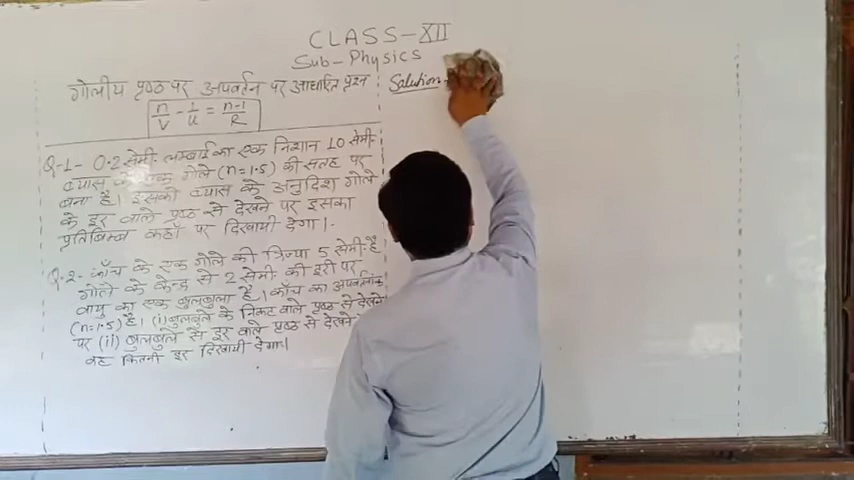 CLASS-XII
Sub-Physics
गोलीय पृष्ठ पर अपवर्तन पर आधारित प्रश्न
n/v - 1/u = n-1/R
Solution-
Q-1- 0.2 सेमी. लम्बाई का एक निशान 10 सेमी.
व्यास के एक गोले (n=1.5) की सतह पर
बना है। इसको व्यास के अनुदिश गोले
के दूर वाले पृष्ठ से देखने पर इसका
प्रतिबिम्ब कहाँ पर दिखायी देगा।
Q-2- काँच के एक गोले की त्रिज्या 5 सेमी. है
गोले के केन्द्र से 2 सेमी की दूरी पर
वायु का एक बुलबुला है। काँच का अपवर्तनांक
(n=1.5) है। (i) बुलबुले के निकट वाले पृष्ठ से देखने
पर (ii) बुलबुले से दूर वाले पृष्ठ से देखने
वह कितनी दूर दिखायी देगा।